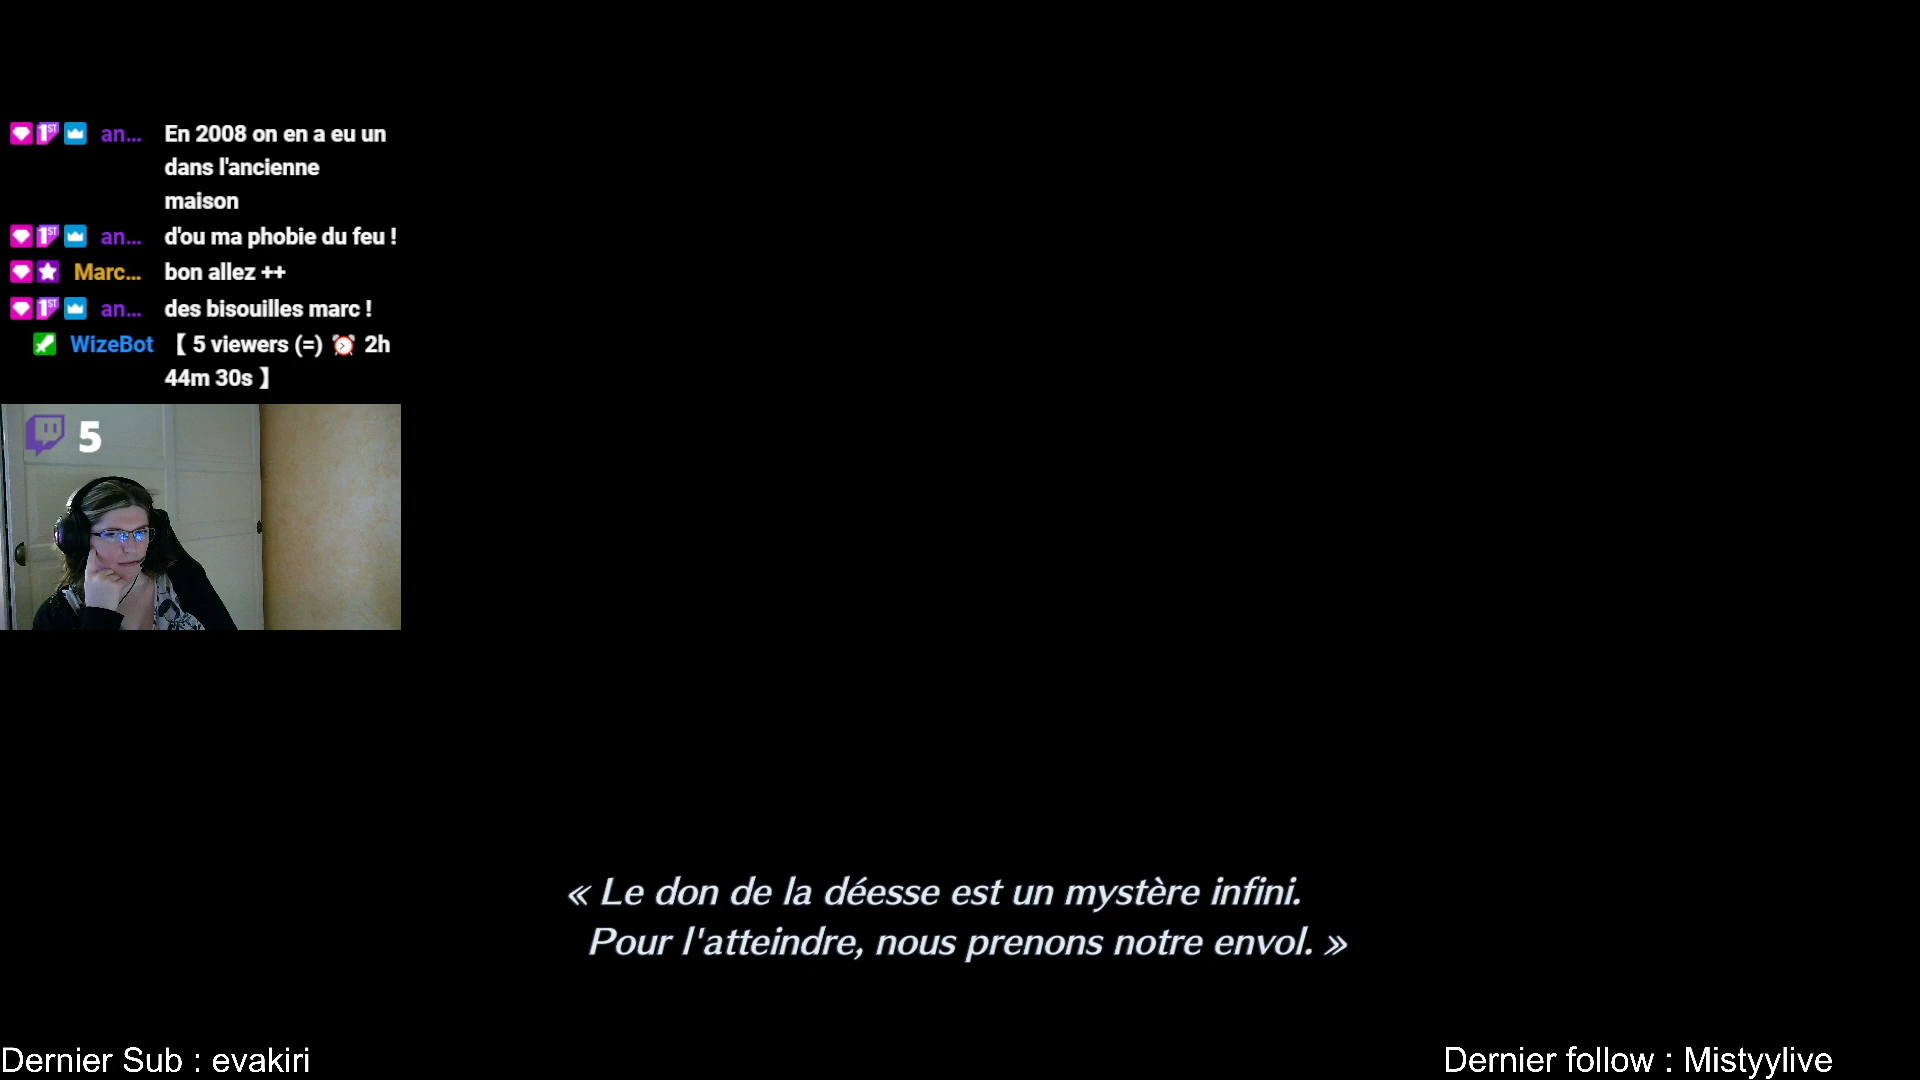 an... En 2008 on en a eu un
dans l'ancienne
maison
an... d'ou ma phobie du feu !
Marc... bon allez ++
an... des bisouilles marc !
WizeBot 【 5 viewers (=) ⏰ 2h
44m 30s 】
5
« Le don de la déesse est un mystère infini.
Pour l'atteindre, nous prenons notre envol. »
Dernier Sub : evakiri
Dernier follow : Mistyylive